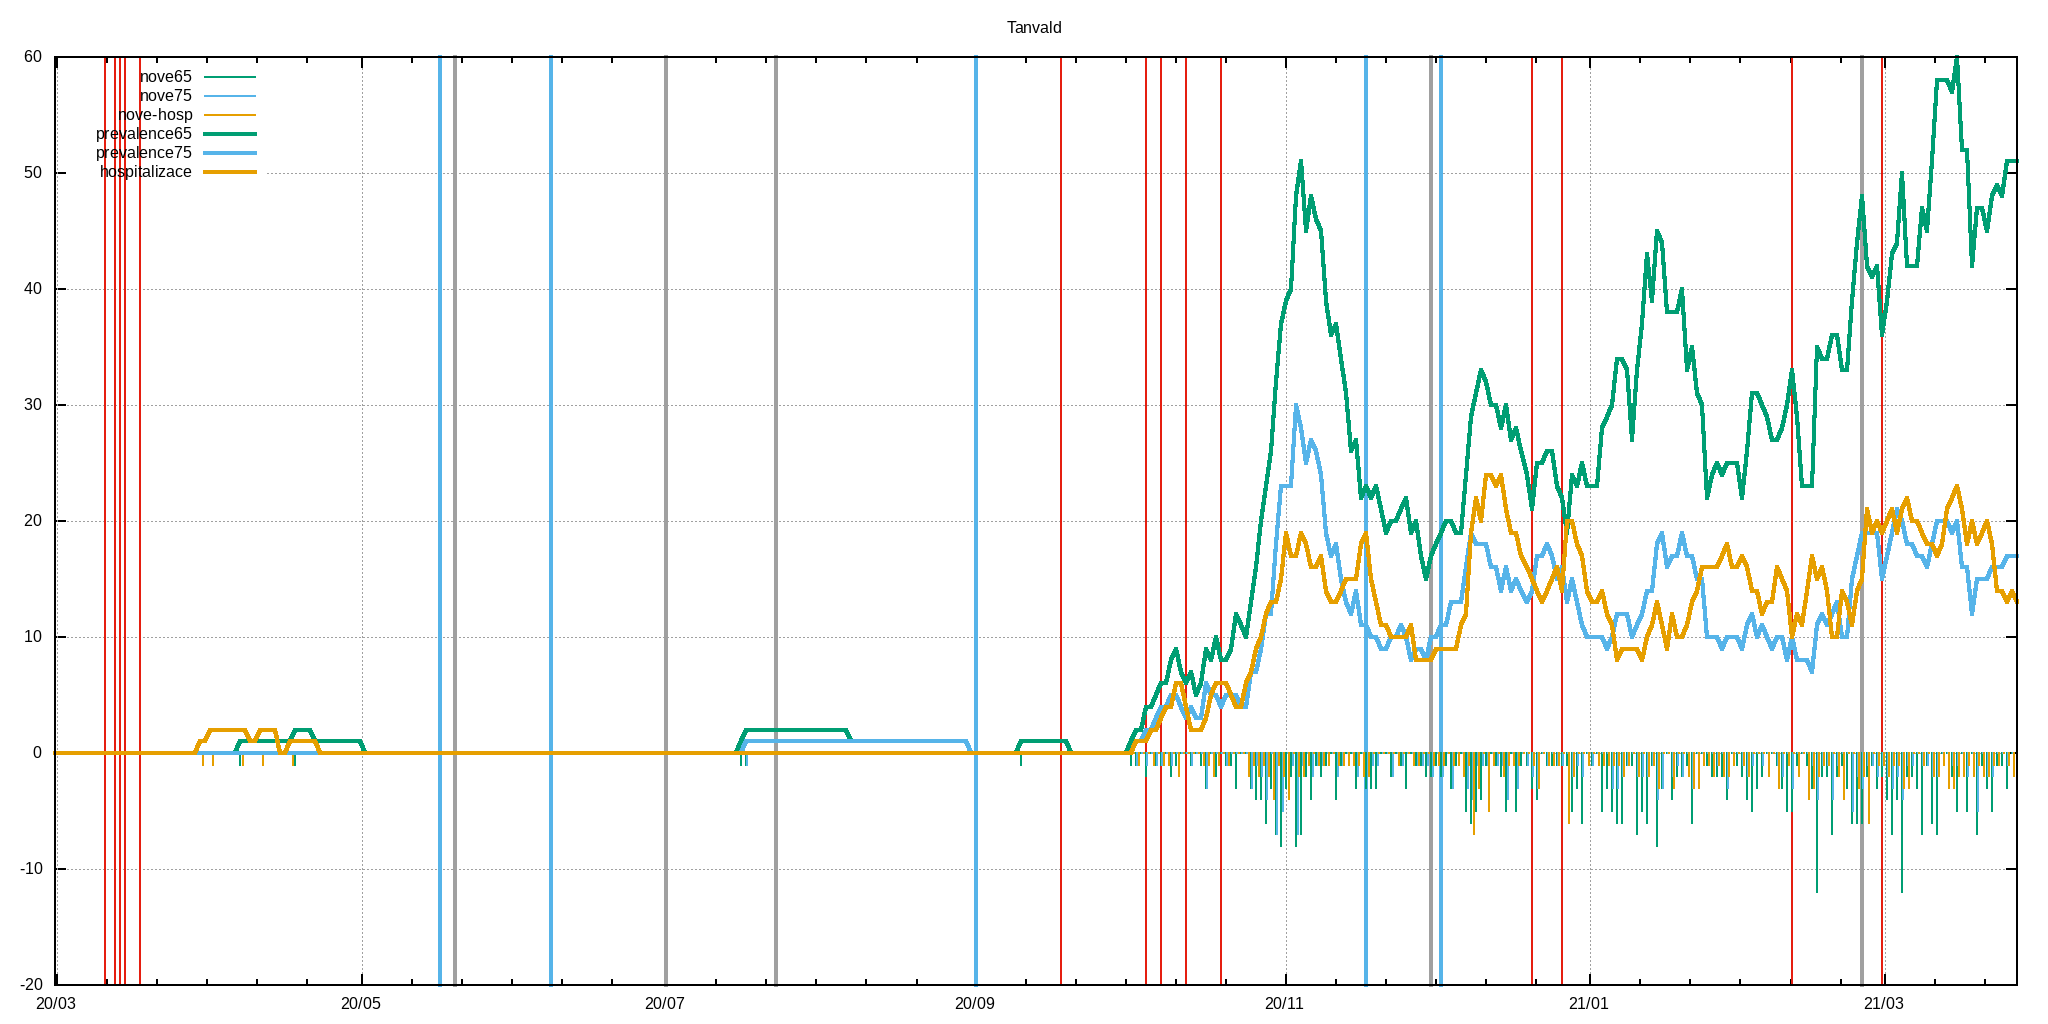 Tanvald
60
50
40
30
20
10
0
-10
-20
nove65
nove75
nove-hosp
prevalence65
prevalence75
hospitalizace
20/03 20/05 20/07 20/09 20/11 21/01 21/03